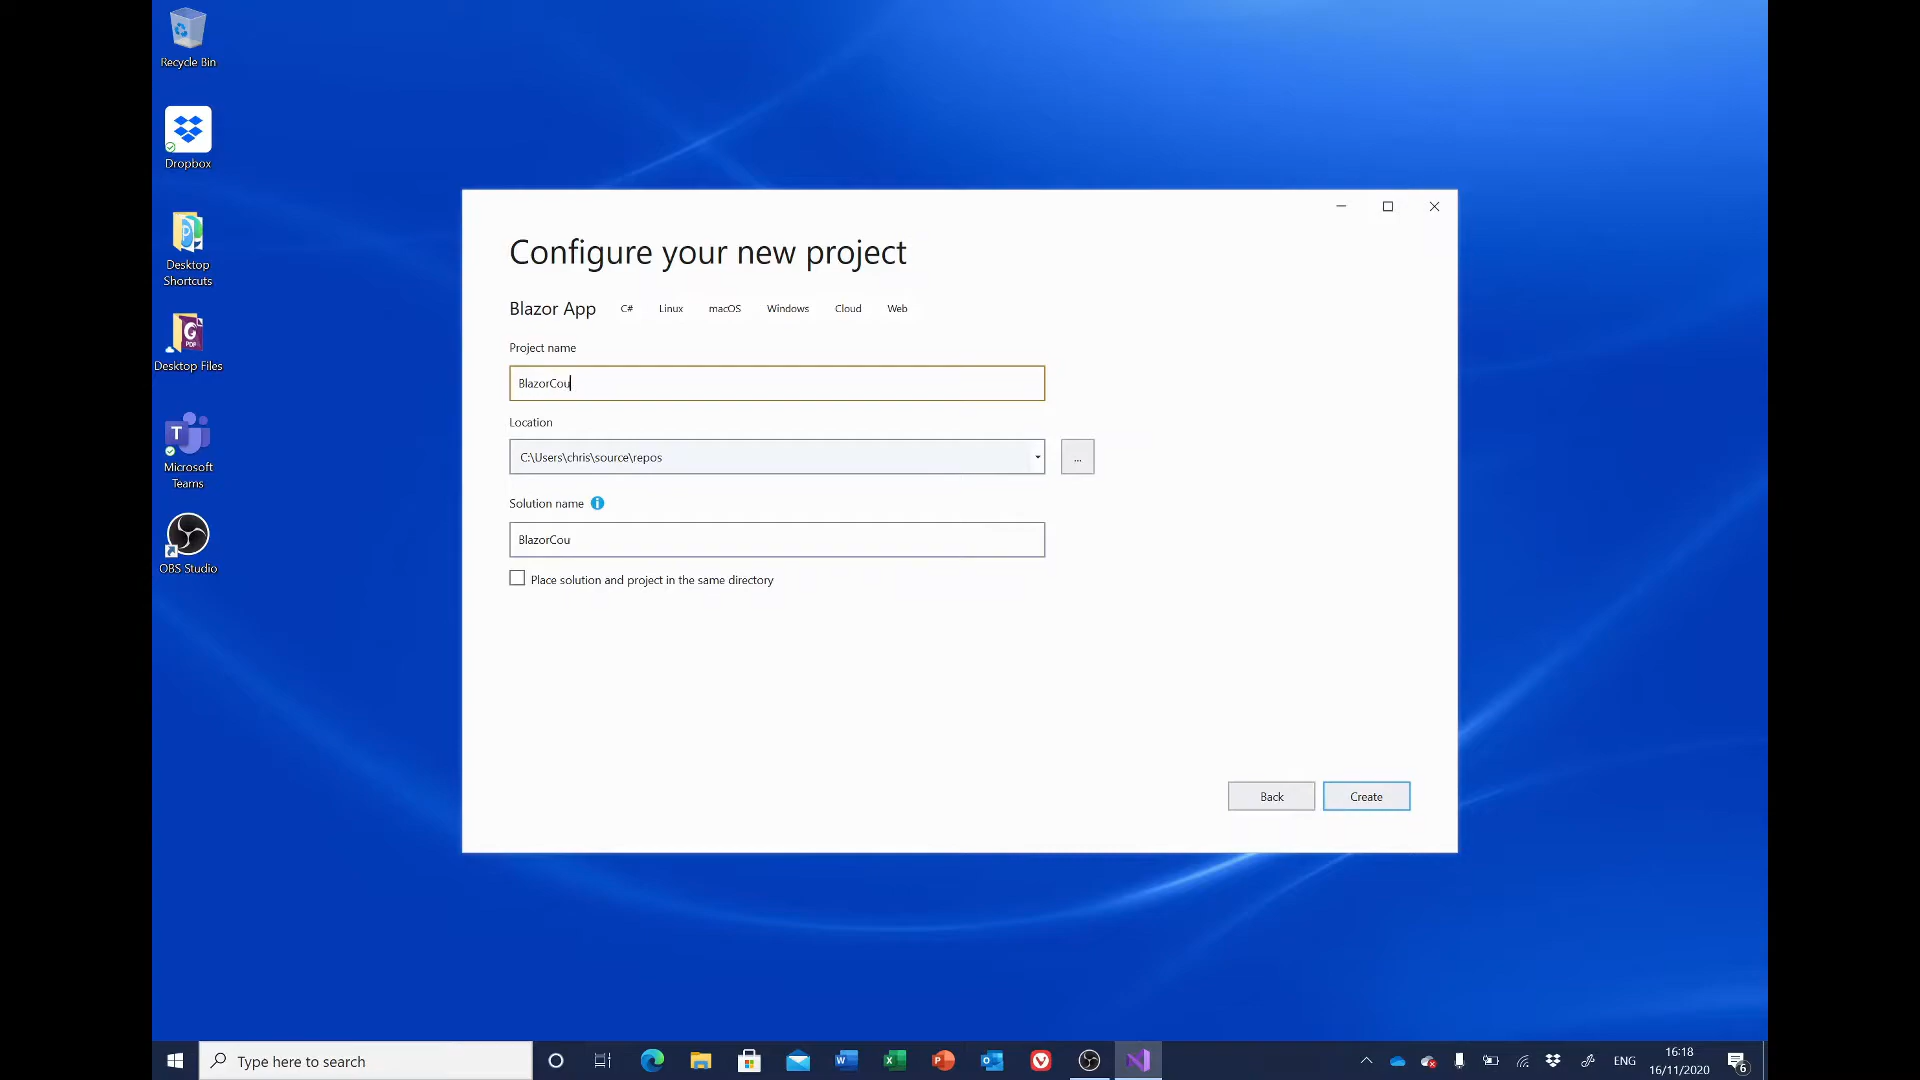 Recycle Bin
Dropbox
Desktop
Shortcuts
PDF
Desktop Files
T
Microsoft
Teams
OBS Studio
Configure your new project
Blazor App C# Linux macOS Windows Cloud Web
Project name
BlazorCou
Location
C:\Users\chris\source\repos
...
Solution name
BlazorCou
Place solution and project in the same directory
Back
Create
Type here to search
ENG
16:18
16/11/2020
6